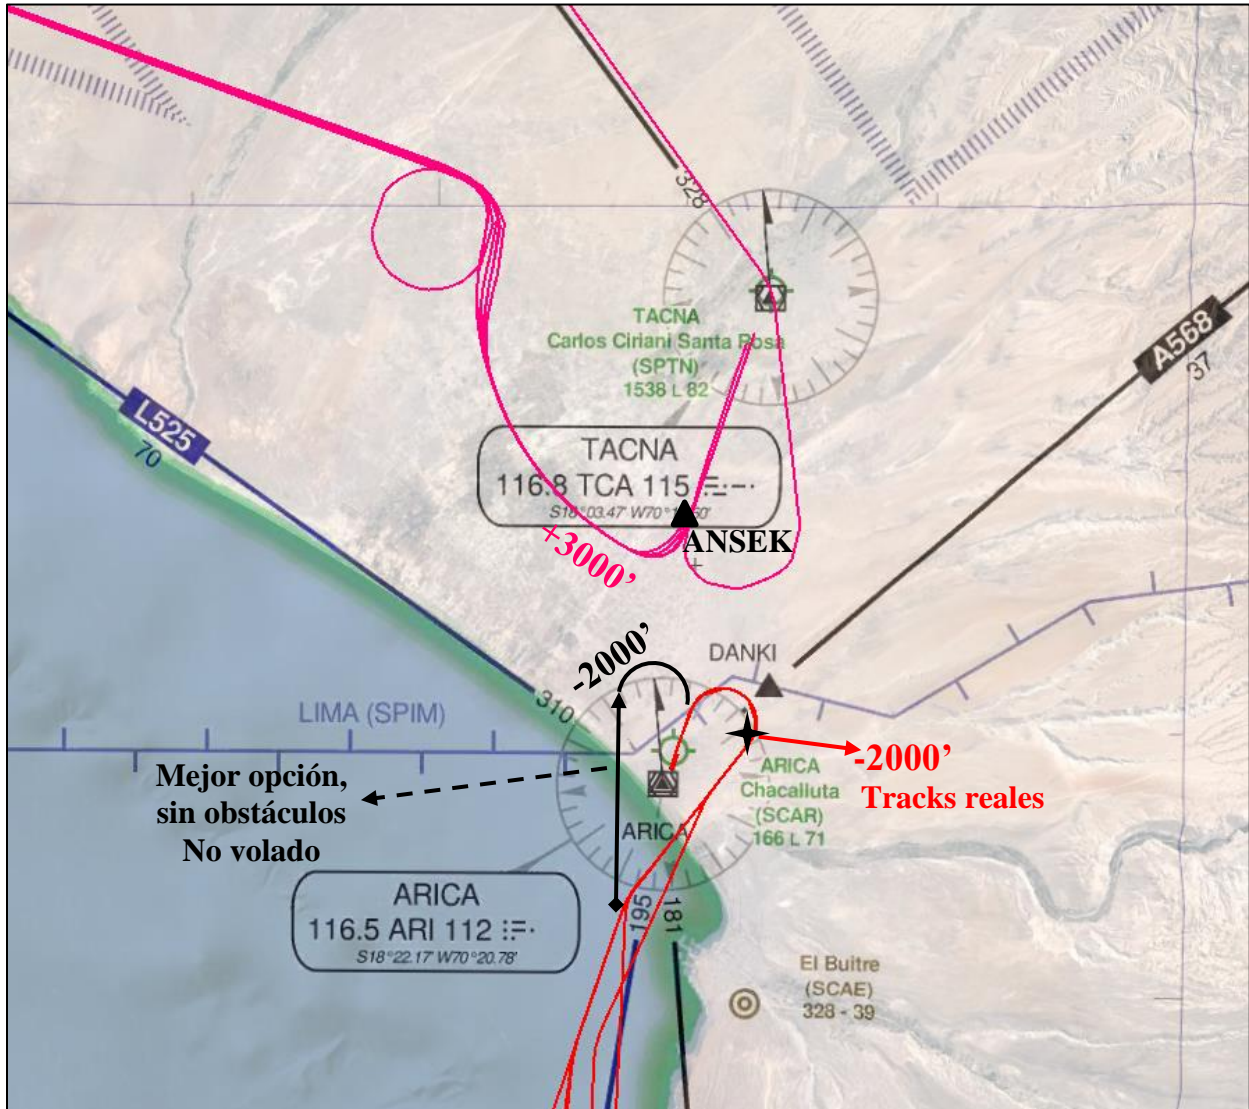 328
TACNA
Carlos Ciriani Santa Rosa
(SPTN)
1538 L 82
A568
37
L525
70
TACNA
116.8 TCA 115
S18°03.47'
ANSEK
+3000’
-2000’
DANKI
310
LIMA (SPIM)
Mejor opción,
sin obstáculos
No volado
-2000’
Tracks reales
ARICA
Chacalluta
(SCAR)
166 L 71
ARICA
195
181
ARICA
116.5 ARI 112
S18°22.17' W70°20.78'
El Buitre
(SCAE)
328 - 39